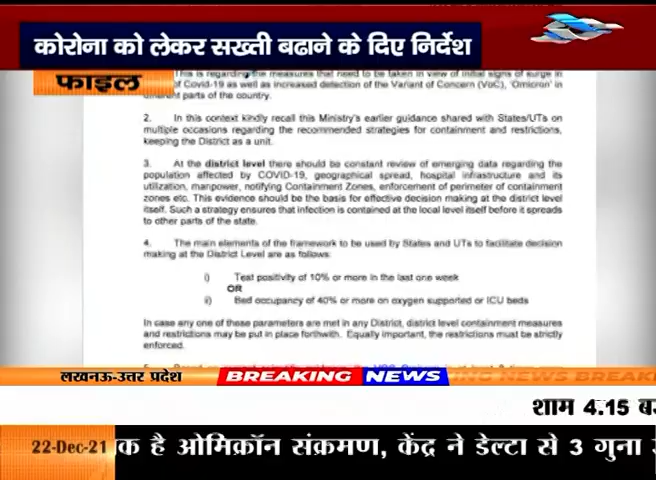 कोरोना को लेकर सख्ती बढाने के दिए निर्देश
फाइल
This is regarding the measures that need to be taken in view of initial signs of surge in
of Covid-19 as well as increased detection of the Variant of Concern (VoC), 'Omicron' in
different parts of the country.
2. In this context kindly recall this Ministry's earlier guidance shared with States/UTs on
multiple occasions regarding the recommended strategies for containment and restrictions,
keeping the District as a unit.
3. At the district level there should be constant review of emerging data regarding the
population affected by COVID-19, geographical spread, hospital infrastructure and its
utilization, manpower, notifying Containment Zones, enforcement of perimeter of containment
zones etc. This evidence should be the basis for effective decision making at the district level
itself. Such a strategy ensures that infection is contained at the local level itself before it spreads
to other parts of the state.
4. The main elements of the framework to be used by States and UTs to facilitate decision
making at the District Level are as follows:
i) Test positivity of 10% or more in the last one week
OR
ii) Bed occupancy of 40% or more on oxygen supported or ICU beds
In case any one of these parameters are met in any District, district level containment measures
and restrictions may be put in place forthwith. Equally important, the restrictions must be strictly
enforced.
लखनऊ-उत्तर प्रदेश BREAKING NEWS NEWS BREAK
शाम 4.15
22-Dec-21 क है ओमिक्रॉन संक्रमण, केंद्र ने डेल्टा से 3 गुना